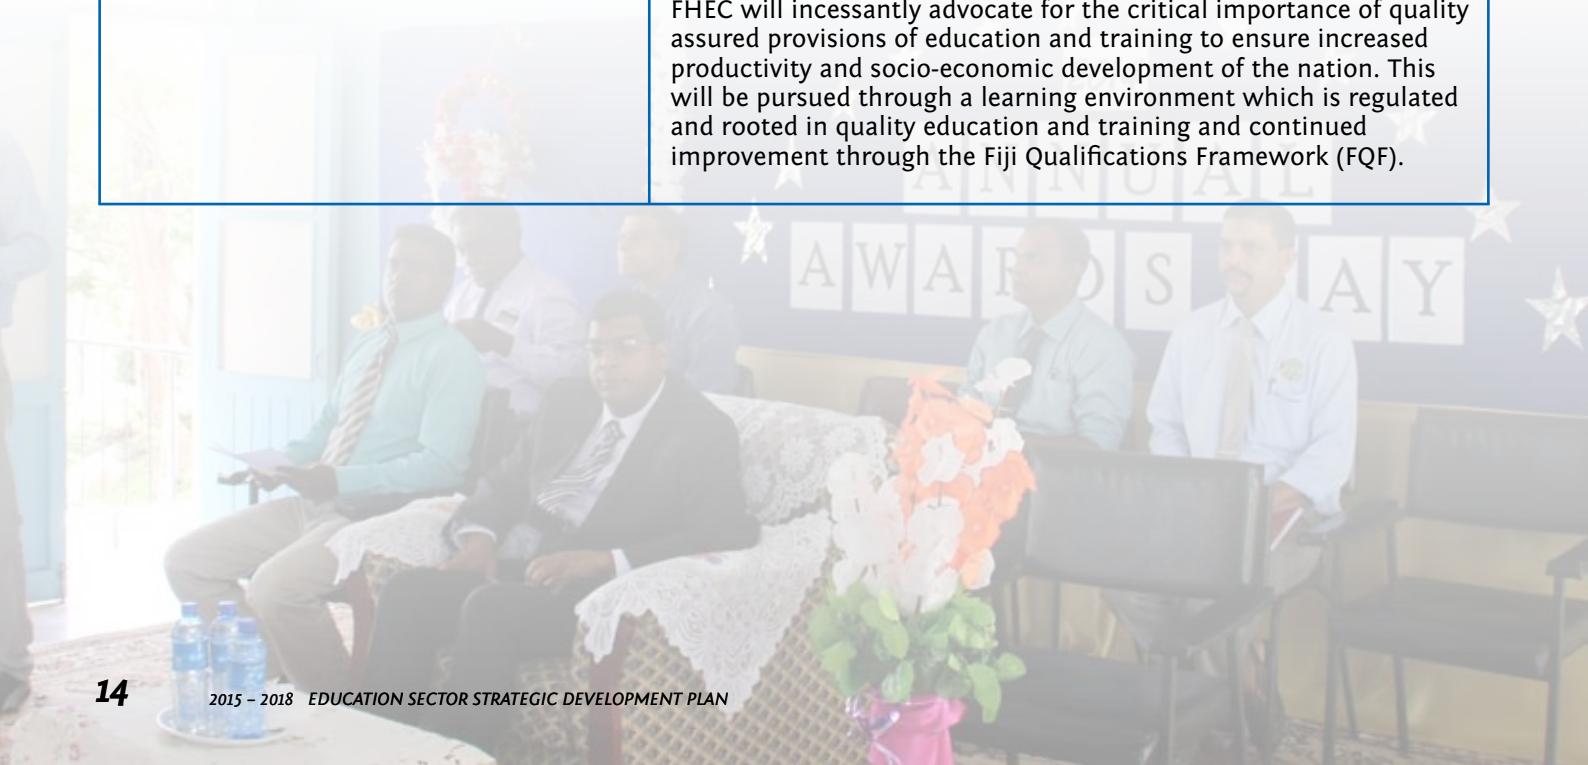 FHEC will incessantly advocate for the critical importance of quality
assured provisions of education and training to ensure increased
productivity and socio-economic development of the nation. This
will be pursued through a learning environment which is regulated
and rooted in quality education and training and continued
improvement through the Fiji Qualifications Framework (FQF).
ANNUAL
AWARDS AY
14 2015 – 2018 EDUCATION SECTOR STRATEGIC DEVELOPMENT PLAN